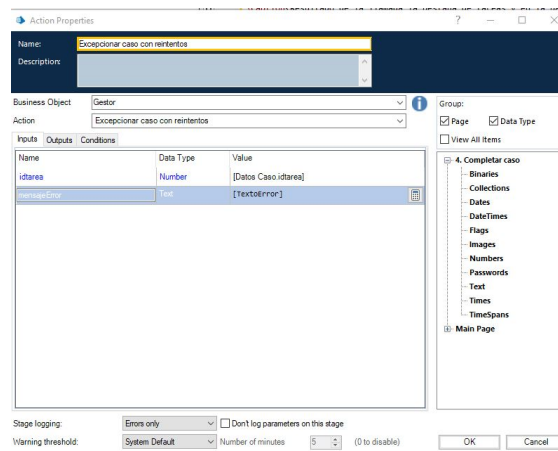 Action Properties
Name: Excepcionar caso con reintentos
Description:
Business Object Gestor
Action Excepcionar caso con reintentos
Inputs Outputs Conditions
Name Data Type Value
idtarea Number [Datos Caso.idtarea]
mensajeError Text [TextoError]
Group:
Page Data Type
View All Items
4. Completar caso
Binaries
Collections
Dates
DateTimes
Flags
Images
Numbers
Passwords
Text
Times
TimeSpans
Main Page
Stage logging: Errors only Don't log parameters on this stage
Warning threshold: System Default Number of minutes 5 (0 to disable)
OK Cancel